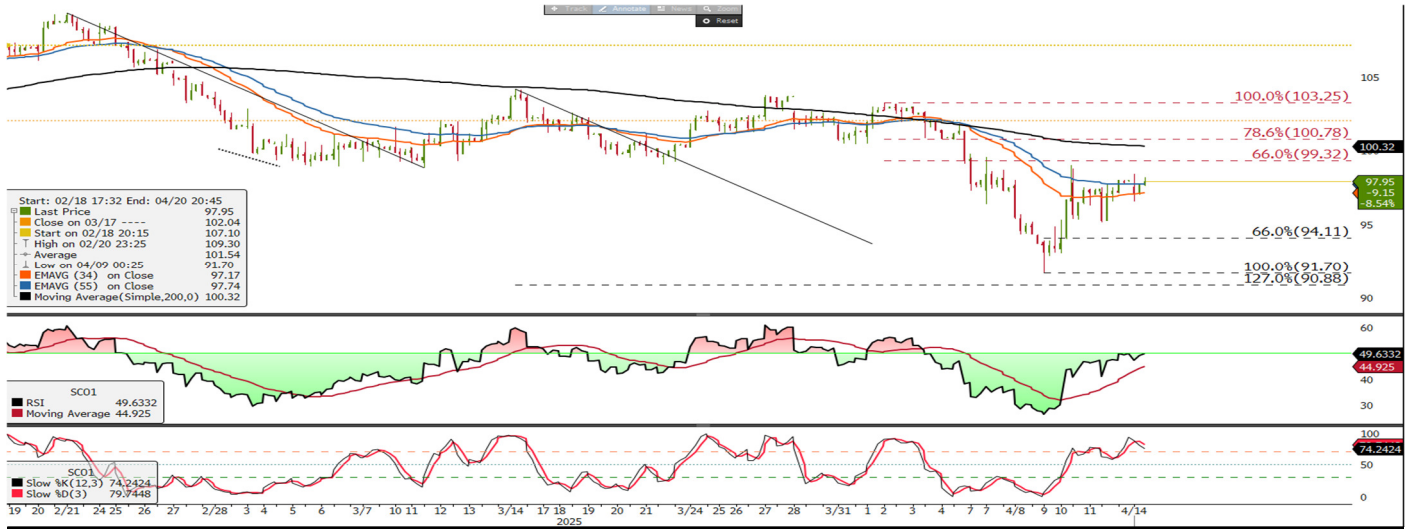 Track Annotate News Zoom
Reset
105
100.0%(103.25)
78.6%(100.78)
100.32
66.0%(99.32)
97.95
-9.15
-8.54%
95
66.0%(94.11)
100.0%(91.70)
127.0%(90.88)
90
Start: 02/18 17:32 End: 04/20 20:45
Last Price 97.95
Close on 03/17 ---- 102.04
Start on 02/18 20:15 107.10
High on 02/20 23:25 109.30
Average 101.54
Low on 04/09 00:25 91.70
EMAVG (34) on Close 97.17
EMAVG (55) on Close 97.74
Moving Average(Simple,200,0) 100.32
60
49.6332
44.925
40
30
SCO1
RSI 49.6332
Moving Average 44.925
100
74.2424
50
0
SCO1
Slow %K(12,3) 74.2424
Slow %D(3) 79.7448
19 20 2/21 24 25 26 27 2/28 3 4 5 6 3/7 10 11 12 13 3/14 17 18 19 20 21 3/24 25 26 27 28 3/31 1 2 3 4 7 7 4/8 9 10 11 4/14
2025